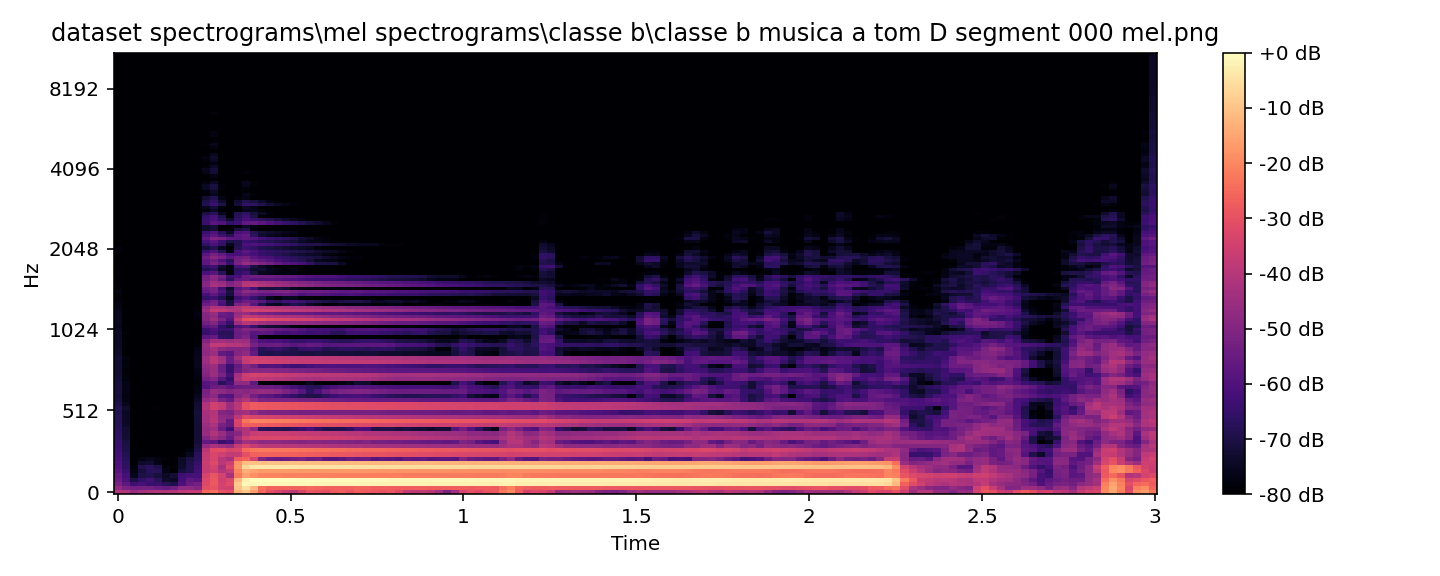 dataset spectrograms\mel spectrograms\classe b\classe b musica a tom D segment 000 mel.png
8192
4096
2048
1024
512
0
Hz
0
0.5
1
1.5
2
2.5
3
Time
+0 dB
-10 dB
-20 dB
-30 dB
-40 dB
-50 dB
-60 dB
-70 dB
-80 dB